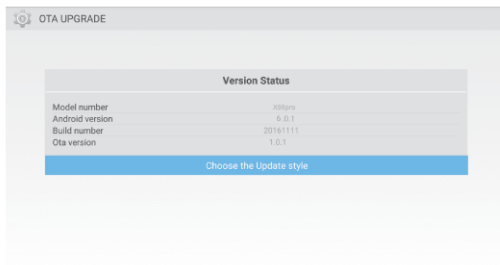 OTA UPGRADE
Version Status
Model number X88pro
Android version 6.0.1
Build number 20161111
Ota version 1.0.1
Choose the Update style